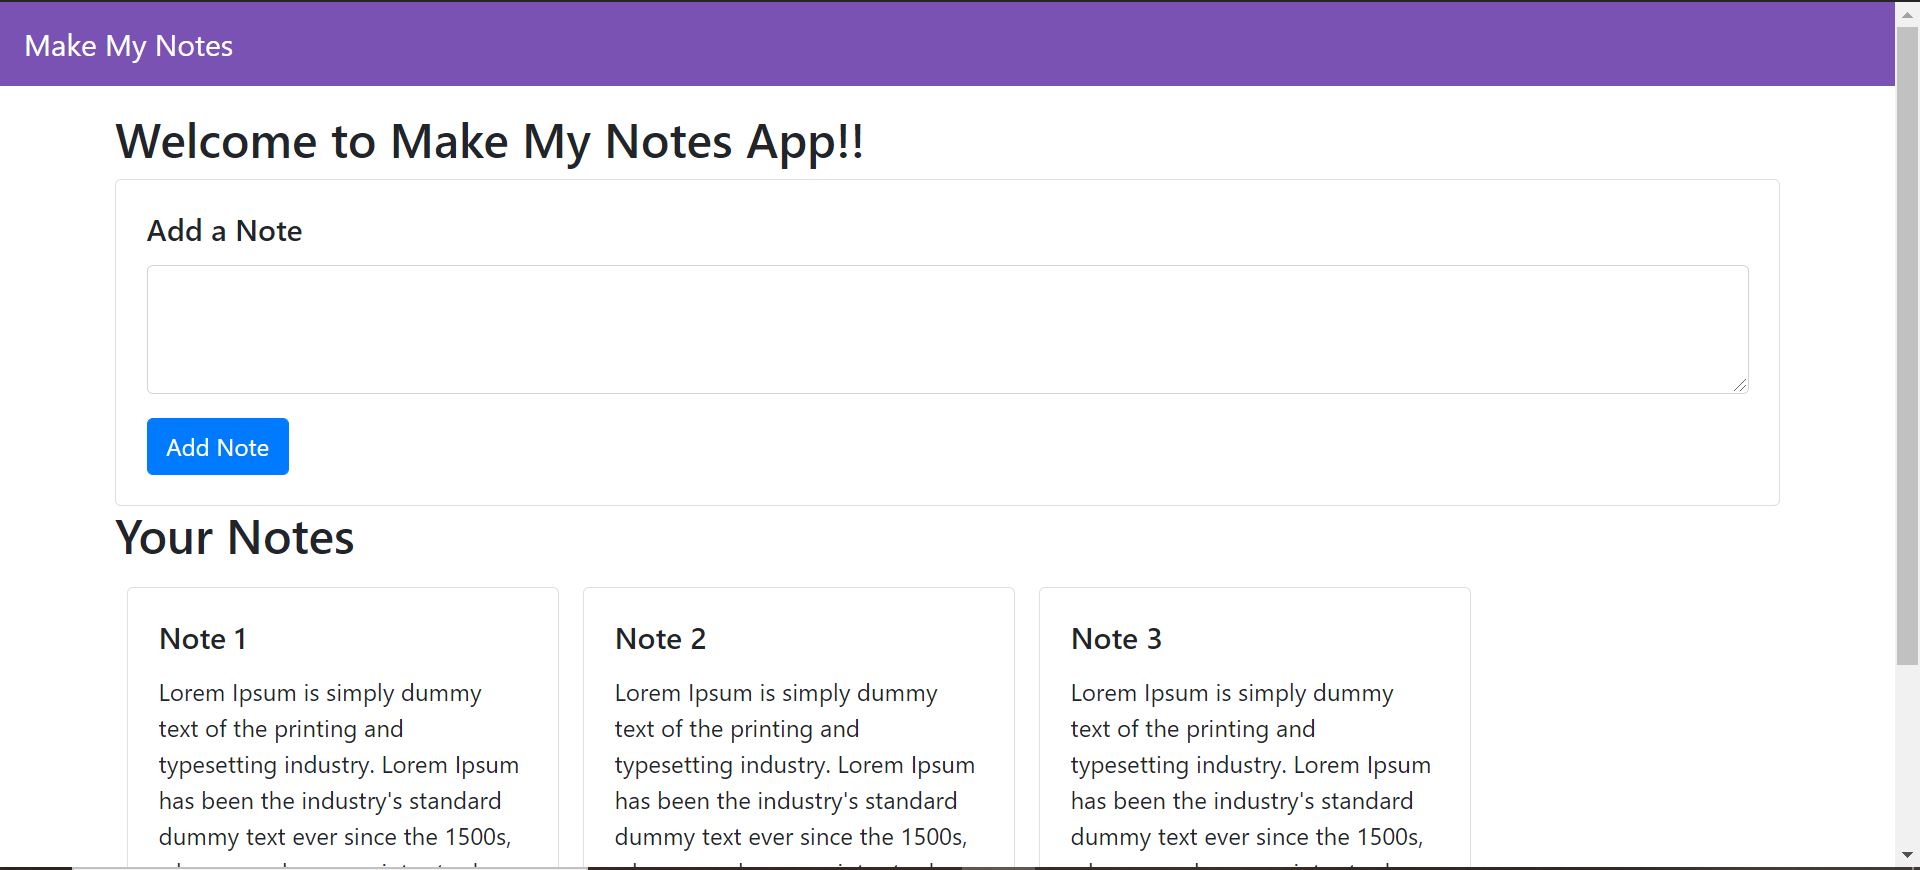 Make My Notes
Welcome to Make My Notes App!!
Add a Note
Add Note
Your Notes
Note 1
Lorem Ipsum is simply dummy
text of the printing and
typesetting industry. Lorem Ipsum
has been the industry's standard
dummy text ever since the 1500s,
Note 2
Lorem Ipsum is simply dummy
text of the printing and
typesetting industry. Lorem Ipsum
has been the industry's standard
dummy text ever since the 1500s,
Note 3
Lorem Ipsum is simply dummy
text of the printing and
typesetting industry. Lorem Ipsum
has been the industry's standard
dummy text ever since the 1500s,